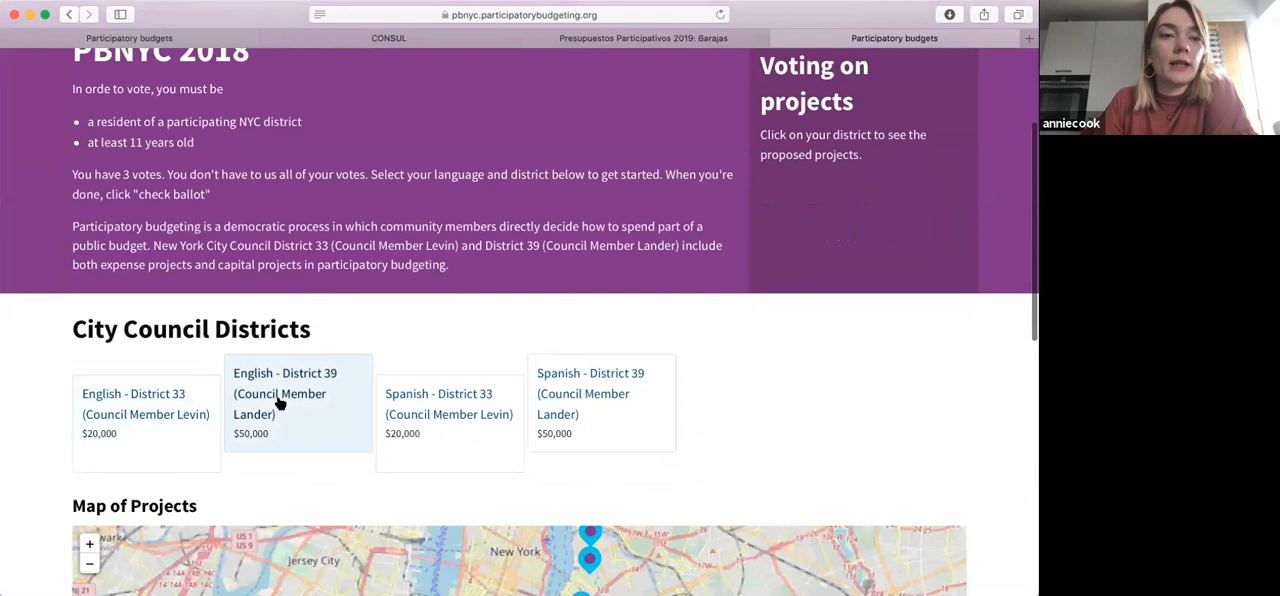 pbnyc.participatorybudgeting.org
Participatory budgets
CONSUL
Presupuestos Participativos 2019: Barajas
Participatory budgets
anniecook
PBNYC 2018
In orde to vote, you must be
a resident of a participating NYC district
at least 11 years old
You have 3 votes. You don't have to us all of your votes. Select your language and district below to get started. When you're
done, click "check ballot"
Participatory budgeting is a democratic process in which community members directly decide how to spend part of a
public budget. New York City Council District 33 (Council Member Levin) and District 39 (Council Member Lander) include
both expense projects and capital projects in participatory budgeting.
Voting on
projects
Click on your district to see the
proposed projects.
City Council Districts
English - District 33
(Council Member Levin)
$20,000
English - District 39
(Council Member
Lander)
$50,000
Spanish - District 33
(Council Member Levin)
$20,000
Spanish - District 39
(Council Member
Lander)
$50,000
Map of Projects
+
−
US 1
US 9
Jersey City
New York
NJ 21